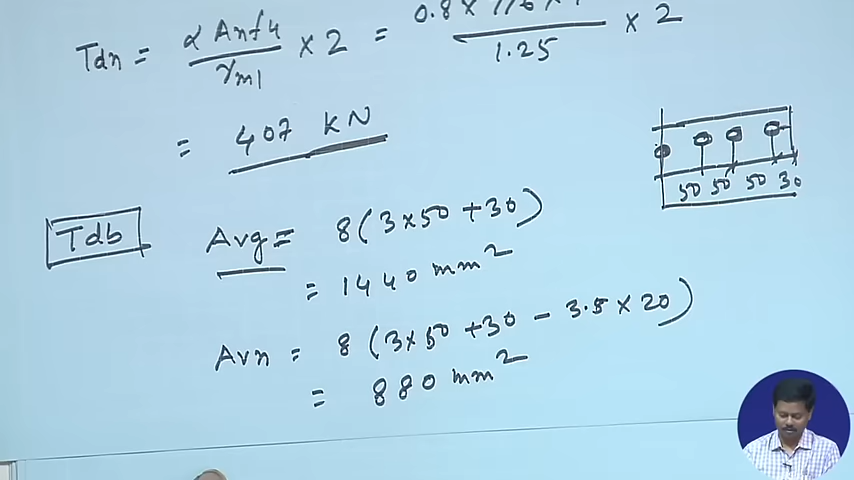 Tdn = α Anfu / γm1 × 2 = 0.8 × 776 × / 1.25 × 2
= 407 kN
50 50 50 30
Tdb Avg = 8(3×50 +30)
= 1440 mm²
Avn = 8(3×50 +30 - 3.5×20)
= 880 mm²